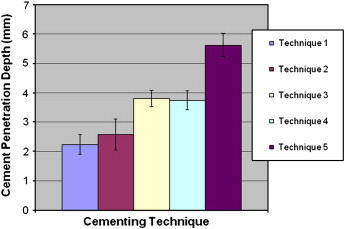 Cement Penetration Depth (mm)
7
6
5
4
3
2
1
0
Cementing Technique
Technique 1
Technique 2
Technique 3
Technique 4
Technique 5